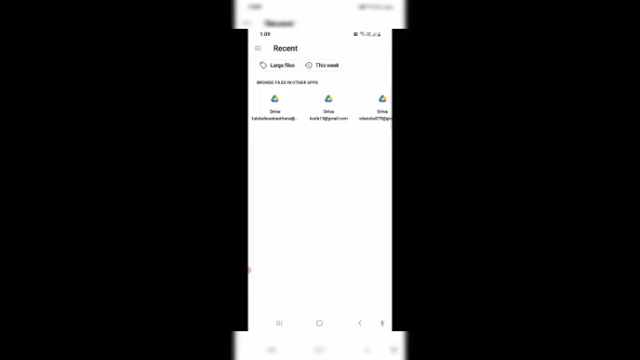 1:09
Recent
Large files
This week
BROWSE FILES IN OTHER APPS
Drive
Drive
Drive